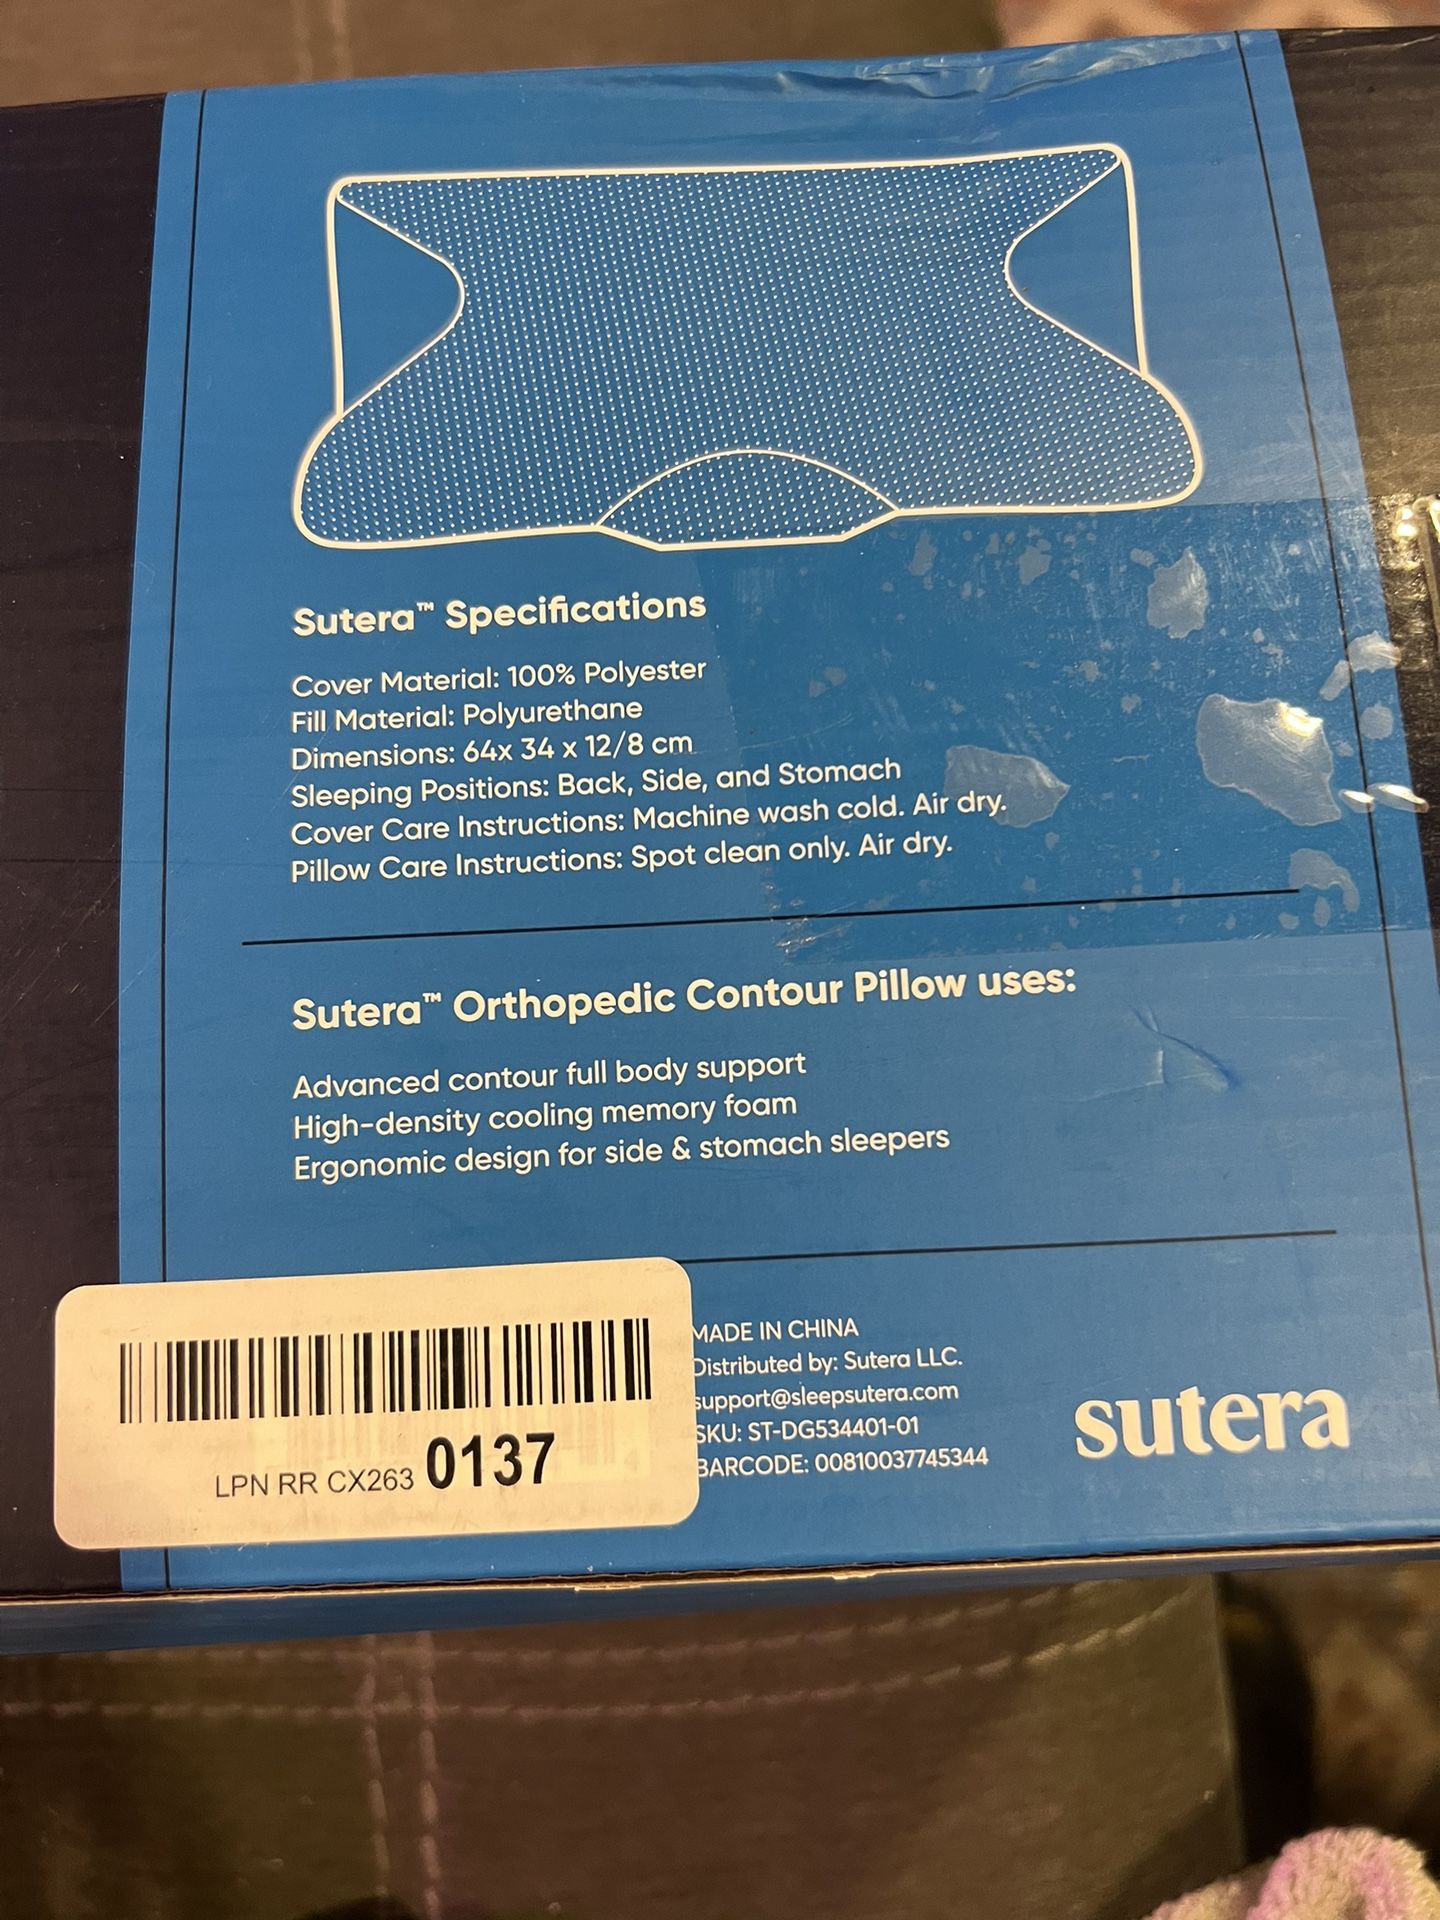 Sutera™ Specifications
Cover Material: 100% Polyester
Fill Material: Polyurethane
Dimensions: 64x 34 x 12/8 cm
Sleeping Positions: Back, Side, and Stomach
Cover Care Instructions: Machine wash cold. Air dry.
Pillow Care Instructions: Spot clean only. Air dry.
Sutera™ Orthopedic Contour Pillow uses:
Advanced contour full body support
High-density cooling memory foam
Ergonomic design for side & stomach sleepers
MADE IN CHINA
Distributed by: Sutera LLC.
support@sleepsutera.com
SKU: ST-DG534401-01
BARCODE: 00810037745344
sutera
LPN RR CX263 0137